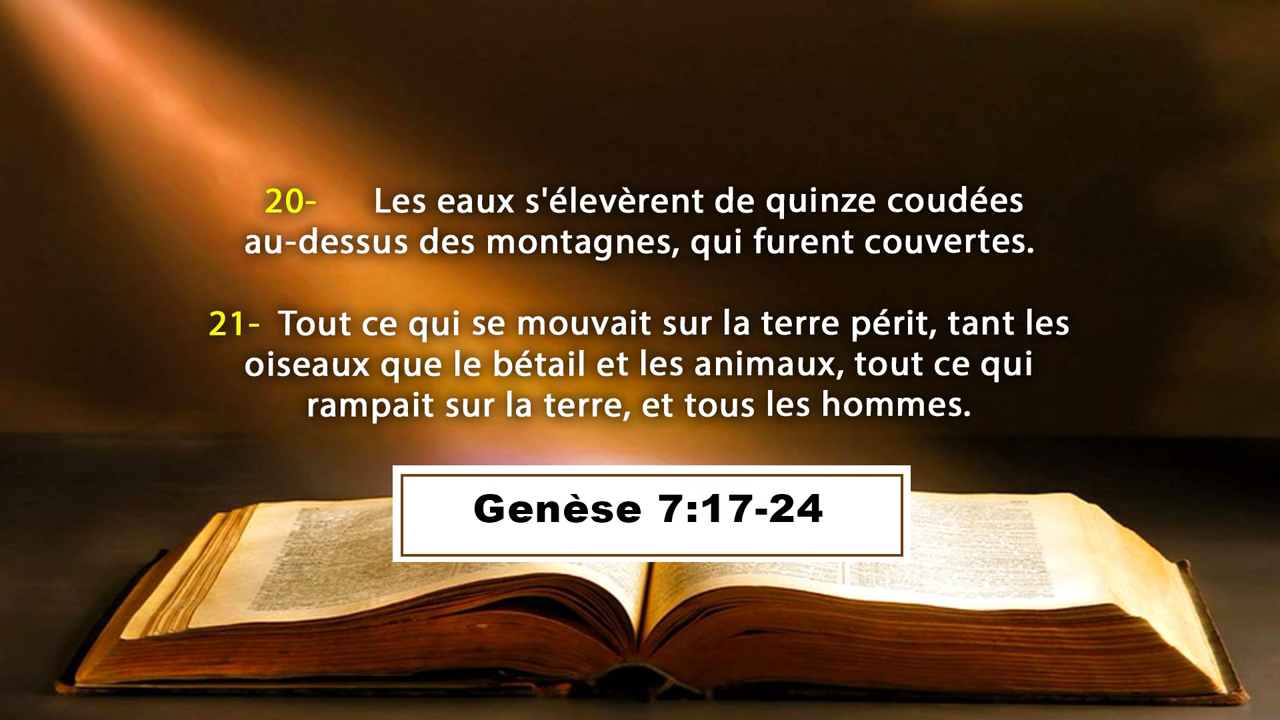 20- Les eaux s'élevèrent de quinze coudées
au-dessus des montagnes, qui furent couvertes.
21- Tout ce qui se mouvait sur la terre périt, tant les
oiseaux que le bétail et les animaux, tout ce qui
rampait sur la terre, et tous les hommes.
Genèse 7:17-24